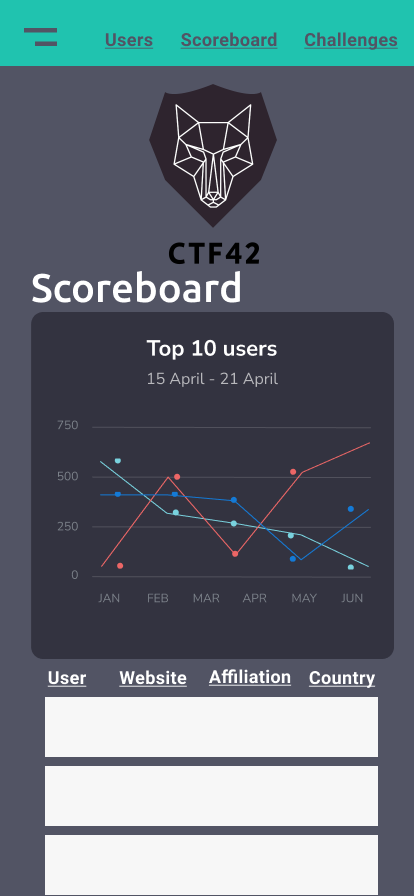 Users Scoreboard Challenges
CTF42
Scoreboard
Top 10 users
15 April - 21 April
750
500
250
0
JAN FEB MAR APR MAY JUN
User Website Affiliation Country